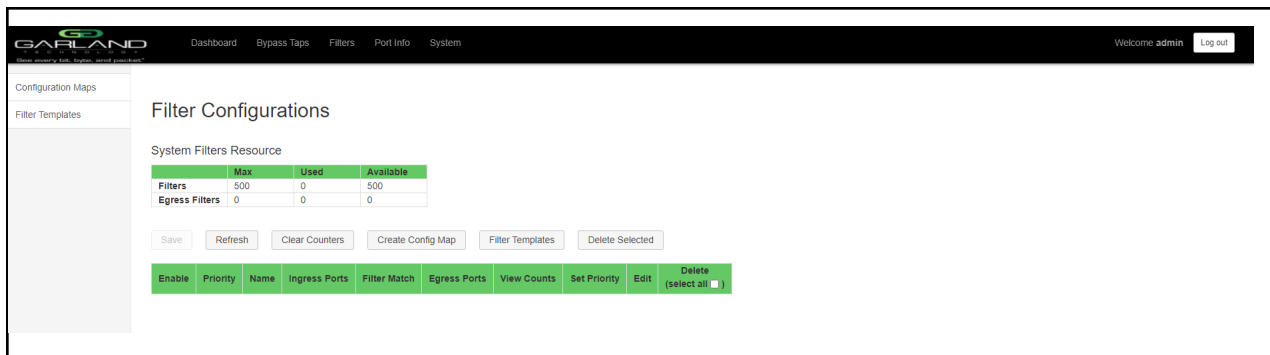 GARLAND
TECHNOLOGY
See every bit, byte, and packet™
Dashboard Bypass Taps Filters Port Info System
Welcome admin Log out
Configuration Maps
Filter Templates
Filter Configurations
System Filters Resource
Max Used Available
Filters 500 0 500
Egress Filters 0 0 0
Save Refresh Clear Counters Create Config Map Filter Templates Delete Selected
Enable Priority Name Ingress Ports Filter Match Egress Ports View Counts Set Priority Edit Delete
(select all )